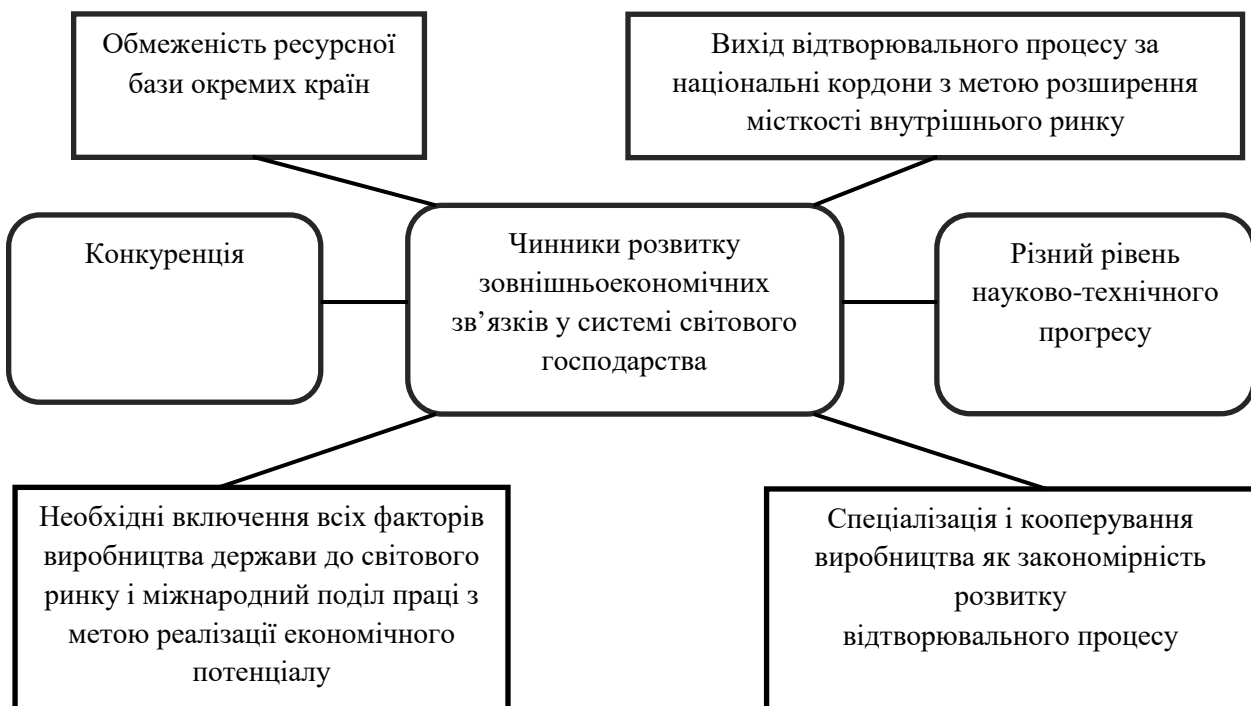 Обмеженість ресурсної
бази окремих країн
Вихід відтворювального процесу за
національні кордони з метою розширення
місткості внутрішнього ринку
Конкуренція
Чинники розвитку
зовнішньоекономічних
зв’язків у системі світового
господарства
Різний рівень
науково-технічного
прогресу
Необхідні включення всіх факторів
виробництва держави до світового
ринку і міжнародний поділ праці з
метою реалізації економічного
потенціалу
Спеціалізація і кооперування
виробництва як закономірність
розвитку
відтворювального процесу